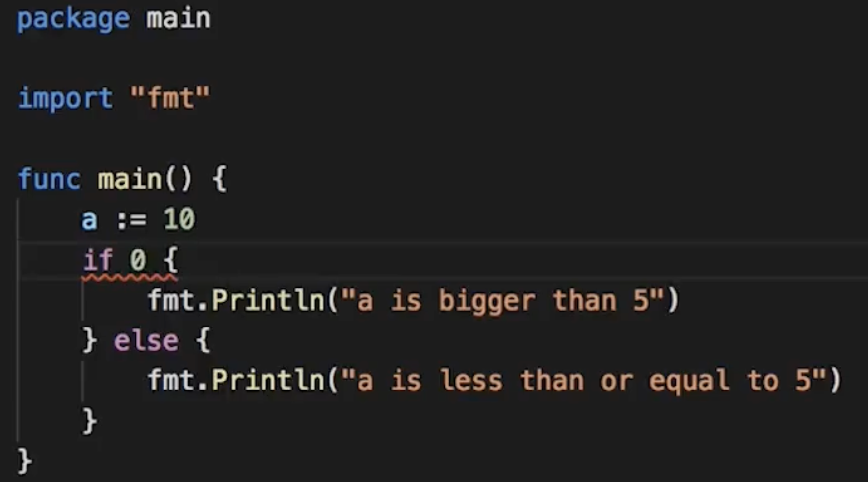 package main
import "fmt"
func main() {
    a := 10
    if 0 {
        fmt.Println("a is bigger than 5")
    } else {
        fmt.Println("a is less than or equal to 5")
    }
}